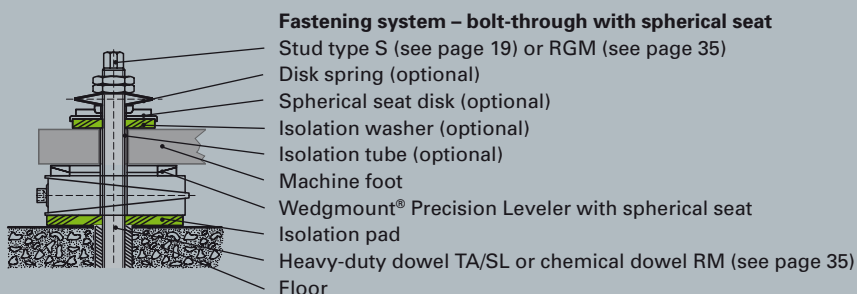 Fastening system – bolt-through with spherical seat
Stud type S (see page 19) or RGM (see page 35)
Disk spring (optional)
Spherical seat disk (optional)
Isolation washer (optional)
Isolation tube (optional)
Machine foot
Wedgmount® Precision Leveler with spherical seat
Isolation pad
Heavy-duty dowel TA/SL or chemical dowel RM (see page 35)
Floor